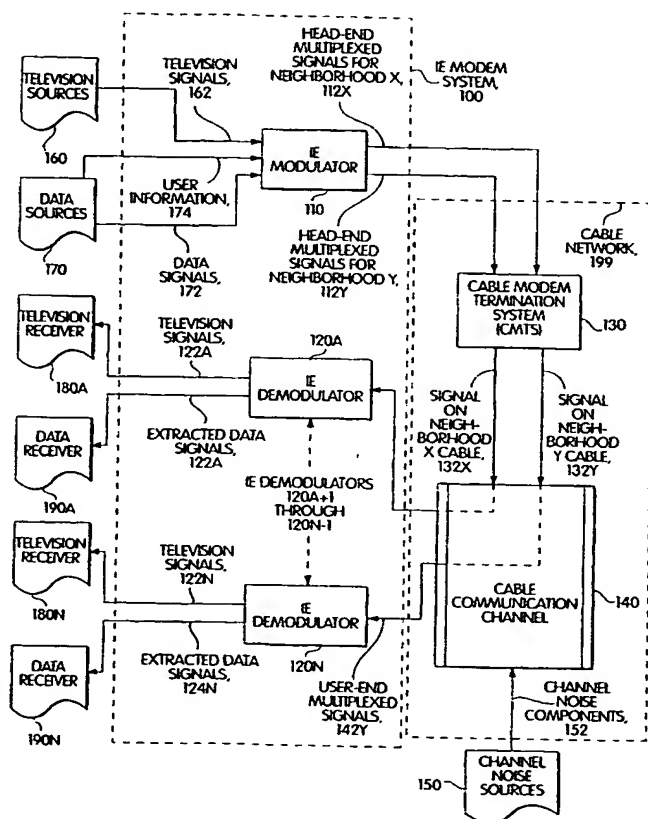 HEAD-END
MULTIPLEXED
SIGNALS FOR
NEIGHBORHOOD X,
112X
IE MODEM
SYSTEM,
100
TELEVISION
SIGNALS,
162
TELEVISION
SOURCES
160
IE
MODULATOR
110
DATA
SOURCES
170
USER
INFORMATION,
174
DATA
SIGNALS,
172
HEAD-END
MULTIPLEXED
SIGNALS FOR
NEIGHBORHOOD Y,
112Y
CABLE
NETWORK, 199
CABLE MODEM
TERMINATION
SYSTEM
(CMTS)
130
TELEVISION
RECEIVER
180A
TELEVISION
SIGNALS,
122A
120A
IE
DEMODULATOR
DATA
RECEIVER
190A
EXTRACTED DATA
SIGNALS,
122A
SIGNAL
ON
NEIGH-
BORHOOD
X CABLE,
132X
SIGNAL
ON
NEIGH-
BORHOOD
Y CABLE,
132Y
IE DEMODULATORS
120A+1
THROUGH
120N-1
TELEVISION
RECEIVER
180N
TELEVISION
SIGNALS,
122N
IE
DEMODULATOR
120N
CABLE
COMMUNICATION
CHANNEL
140
DATA
RECEIVER
190N
EXTRACTED DATA
SIGNALS,
124N
USER-END
MULTIPLEXED
SIGNALS,
142Y
CHANNEL
NOISE
COMPONENTS,
152
150
CHANNEL
NOISE
SOURCES